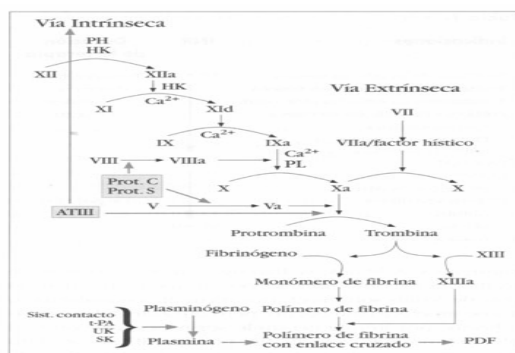 Vía Intrínseca
PH
HK
XII XIIa
HK
Ca²⁺
XI XId
Ca²⁺
IX IXa
VIII VIIIa
Ca²⁺
PL
Vía Extrínseca
VII
VIIa/factor hístico
X Xa X
Prot. C
Prot. S
V Va
ATIII
Protrombina Trombina
Fibrinógeno XIII
Monómero de fibrina XIIIa
Plasminógeno Polímero de fibrina
Sist. contacto
t-PA
UK
SK
Plasmina Polímero de fibrina
con enlace cruzado PDF